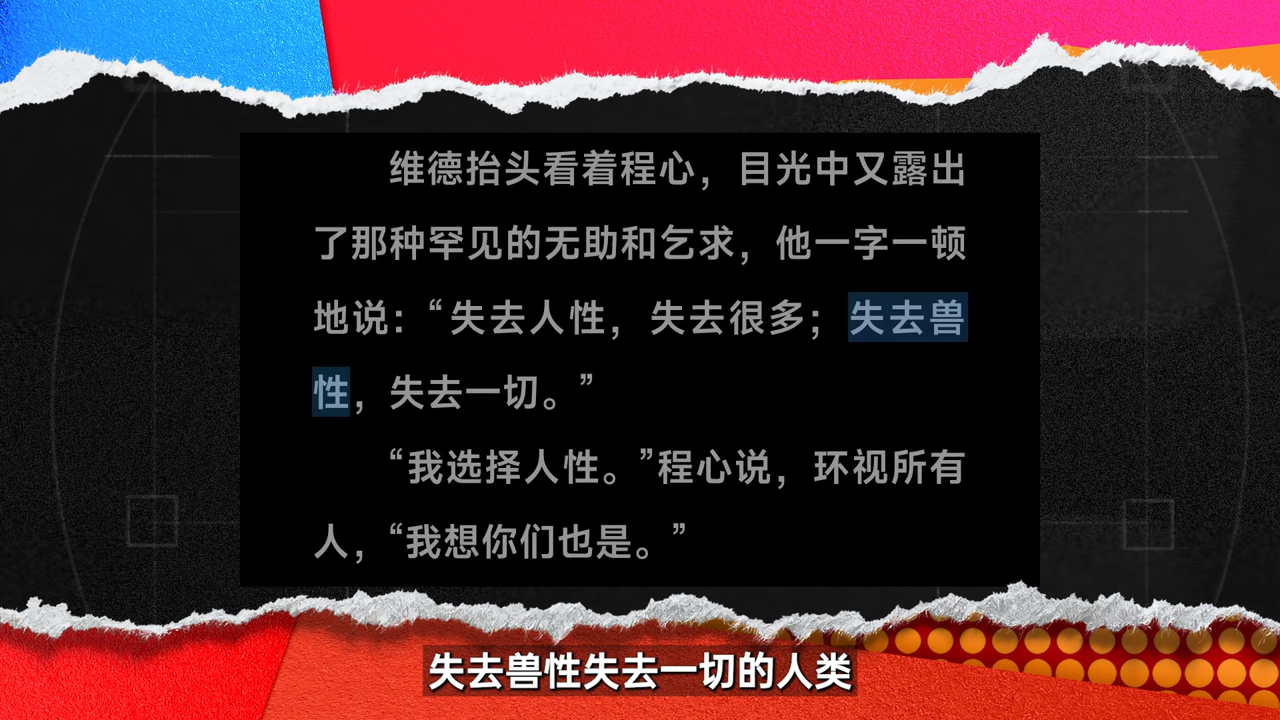 维德抬头看着程心，目光中又露出
了那种罕见的无助和乞求，他一字一顿
地说：“失去人性，失去很多；失去兽
性，失去一切。”
“我选择人性。”程心说，环视所有
人，“我想你们也是。”
失去兽性失去一切的人类